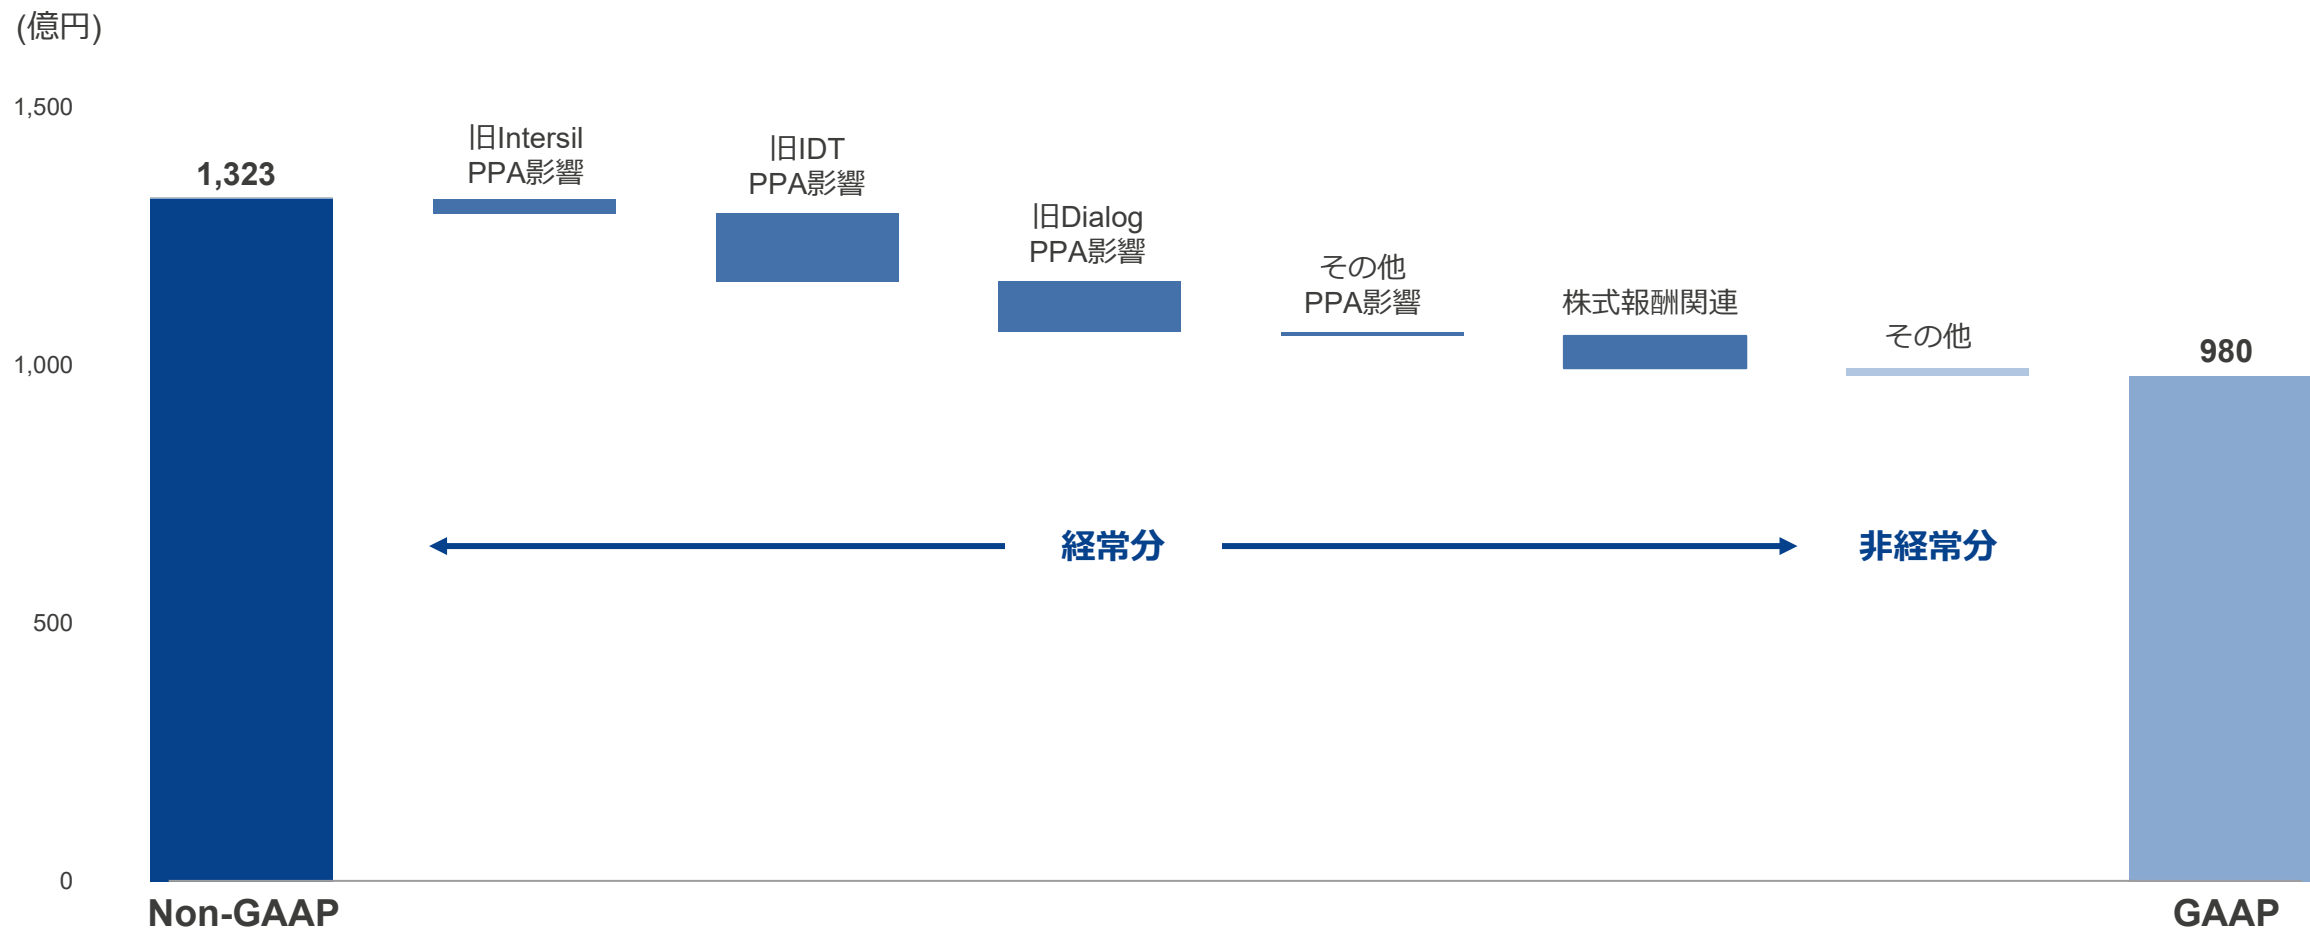 (億円)
1,500
1,000
500
0
1,323
旧Intersil
PPA影響
旧IDT
PPA影響
旧Dialog
PPA影響
その他
PPA影響
株式報酬関連
その他
980
経常分
非経常分
Non-GAAP
GAAP